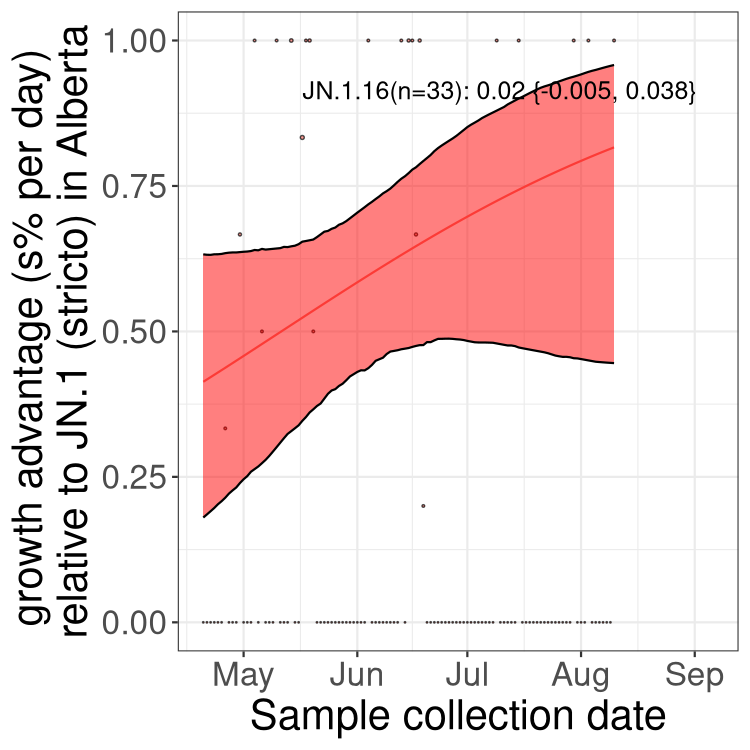 growth advantage (s% per day)
relative to JN.1 (stricto) in Alberta
1.00
0.75
0.50
0.25
0.00
JN.1.16(n=33): 0.02 {-0.005, 0.038}
May Jun Jul Aug Sep
Sample collection date